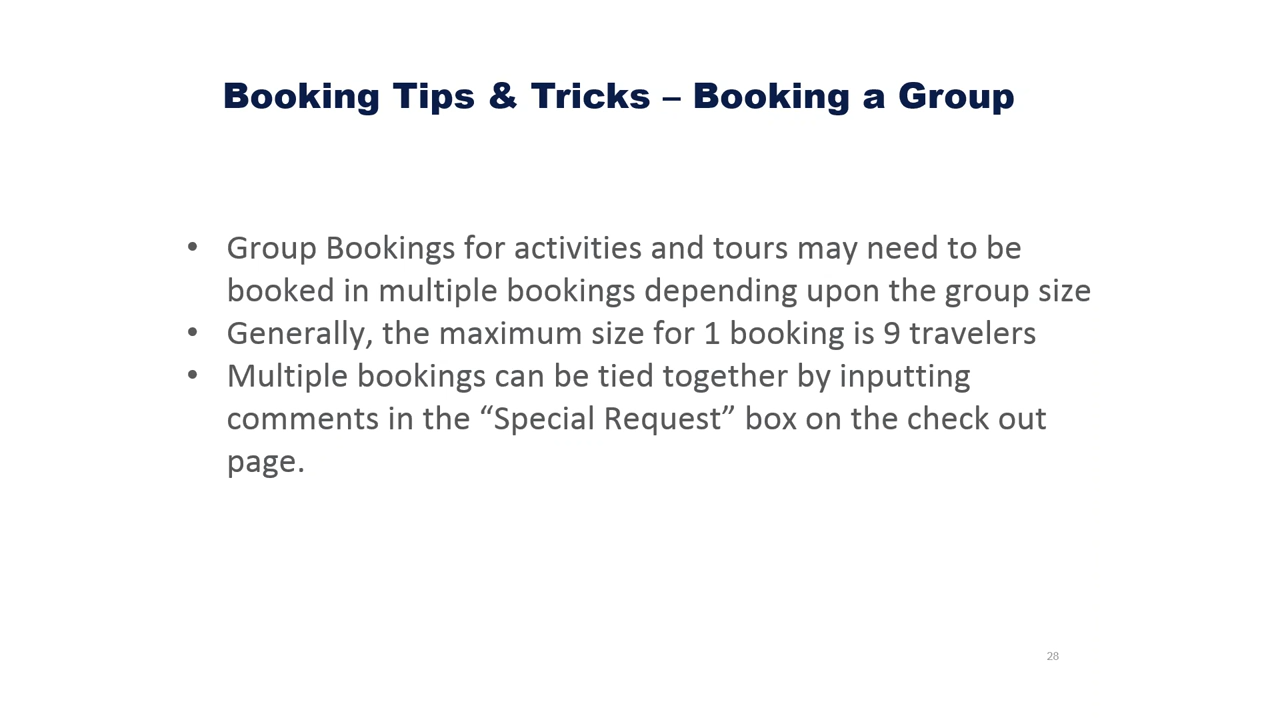 Booking Tips & Tricks – Booking a Group
• Group Bookings for activities and tours may need to be
booked in multiple bookings depending upon the group size
• Generally, the maximum size for 1 booking is 9 travelers
• Multiple bookings can be tied together by inputting
comments in the “Special Request” box on the check out
page.
28